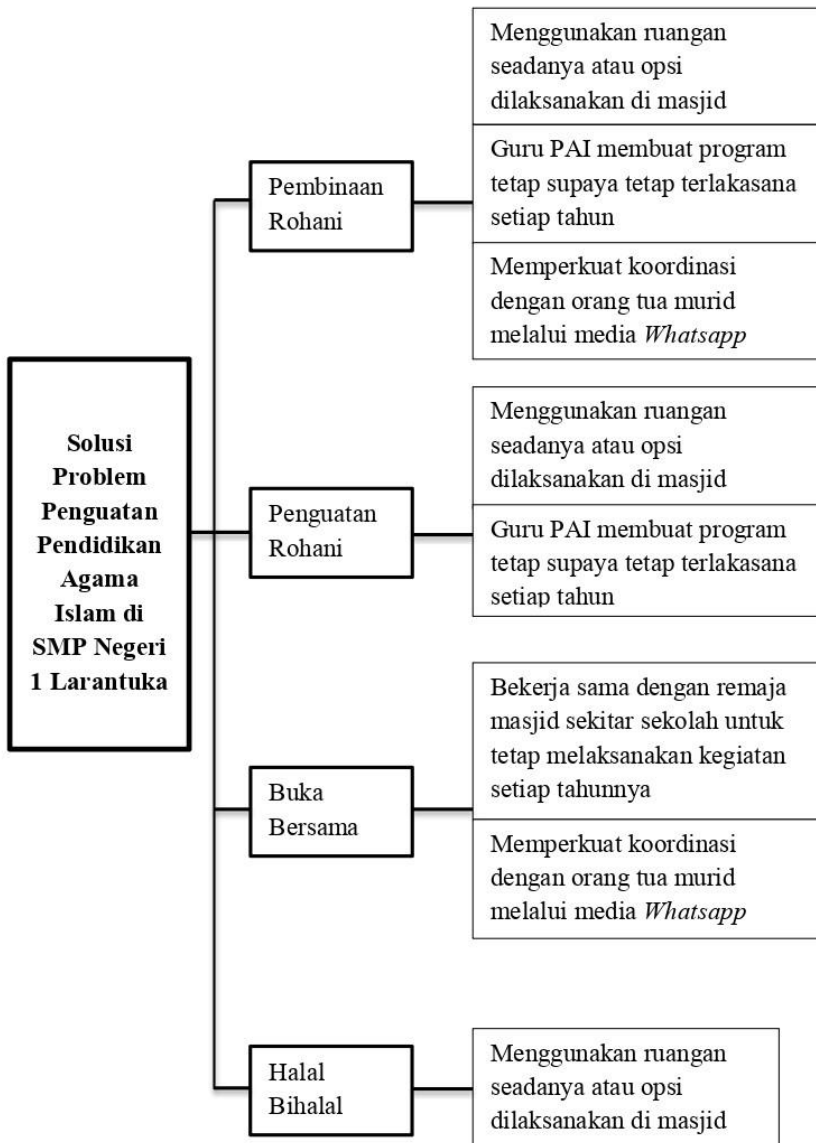 Solusi
Problem
Penguatan
Pendidikan
Agama
Islam di
SMP Negeri
1 Larantuka
Pembinaan
Rohani
Menggunakan ruangan
seadanya atau opsi
dilaksanakan di masjid
Guru PAI membuat program
tetap supaya tetap terlakasana
setiap tahun
Memperkuat koordinasi
dengan orang tua murid
melalui media Whatsapp
Penguatan
Rohani
Menggunakan ruangan
seadanya atau opsi
dilaksanakan di masjid
Guru PAI membuat program
tetap supaya tetap terlakasana
setiap tahun
Buka
Bersama
Bekerja sama dengan remaja
masjid sekitar sekolah untuk
tetap melaksanakan kegiatan
setiap tahunnya
Memperkuat koordinasi
dengan orang tua murid
melalui media Whatsapp
Halal
Bihalal
Menggunakan ruangan
seadanya atau opsi
dilaksanakan di masjid